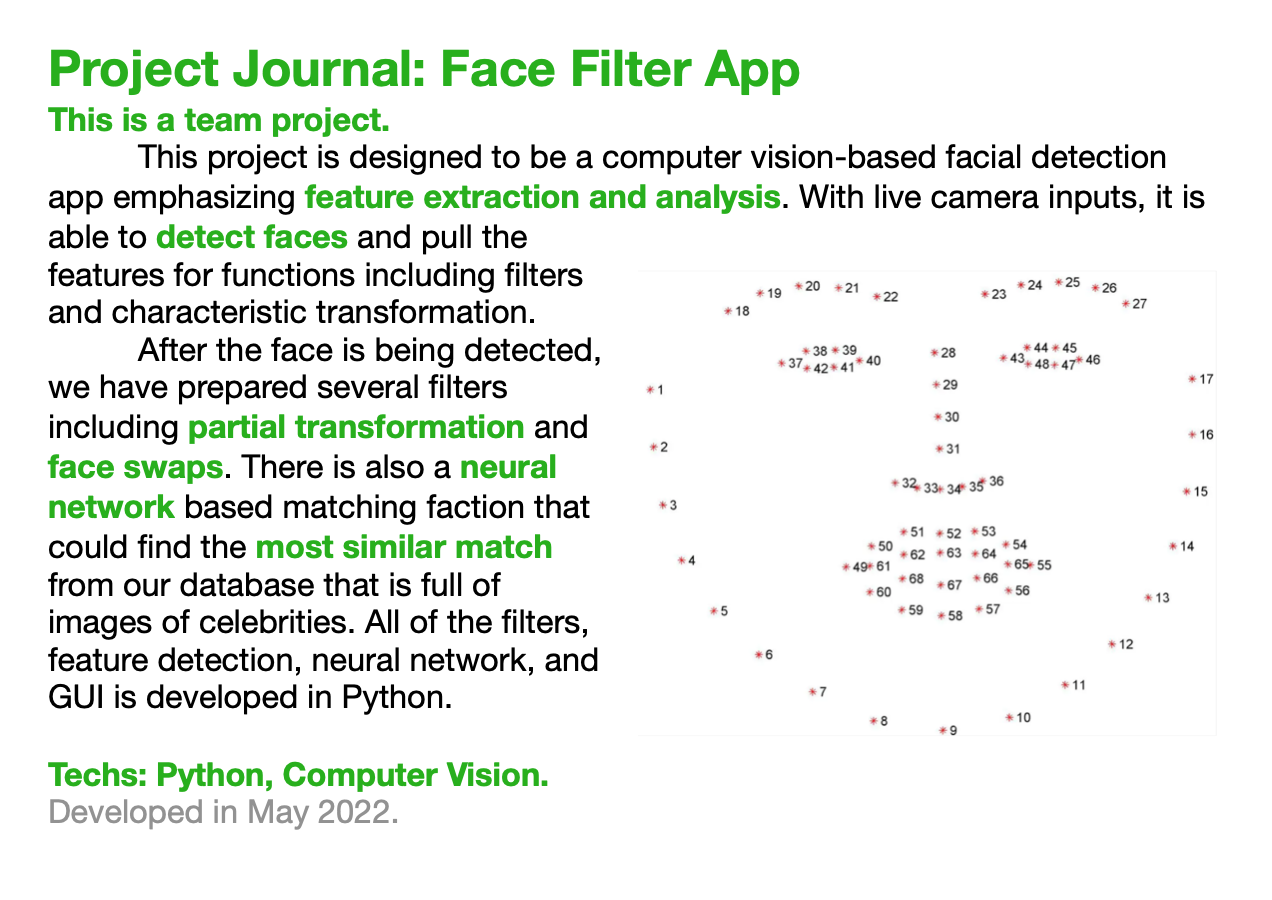 Project Journal: Face Filter App
This is a team project.
This project is designed to be a computer vision-based facial detection
app emphasizing feature extraction and analysis. With live camera inputs, it is
able to detect faces and pull the
features for functions including filters
and characteristic transformation.
After the face is being detected,
we have prepared several filters
including partial transformation and
face swaps. There is also a neural
network based matching faction that
could find the most similar match
from our database that is full of
images of celebrities. All of the filters,
feature detection, neural network, and
GUI is developed in Python.
Techs: Python, Computer Vision.
Developed in May 2022.
19 20 21 22 23 24 25 26
18 27
38 39 28 44 45
37 42 41 40 43 48 47 46
1 29 17
30
2 31 16
32 33 34 35 36
3 15
51 52 53
50 54
4 62 63 64 14
49 61 65 55
68 67 66
60 56
5 59 58 57 13
6 12
7 11
8 10
9